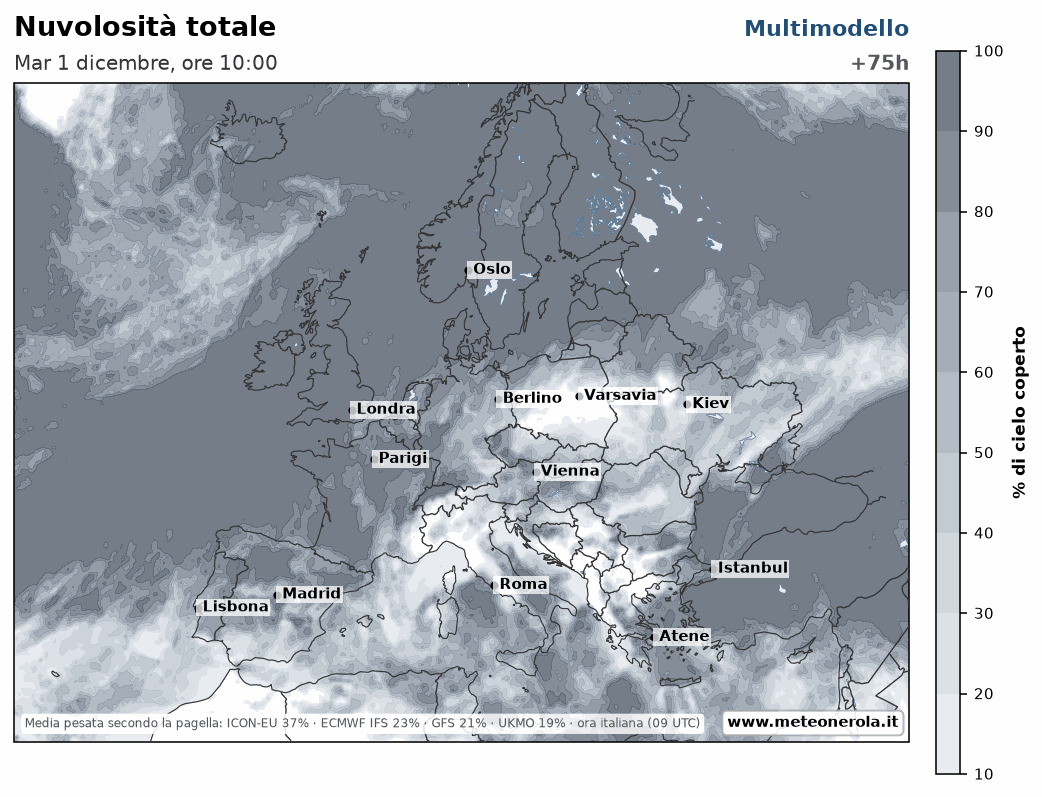 Nuvolosità totale
Multimodello
Mar 1 dicembre, ore 10:00
+75h
100
90
80
70
60
50
40
30
20
10
% di cielo coperto
Oslo
Berlino
Varsavia
Kiev
Londra
Parigi
Vienna
Istanbul
Roma
Madrid
Lisbona
Atene
Media pesata secondo la pagella: ICON-EU 37% · ECMWF IFS 23% · GFS 21% · UKMO 19% · ora italiana (09 UTC)
www.meteonerola.it